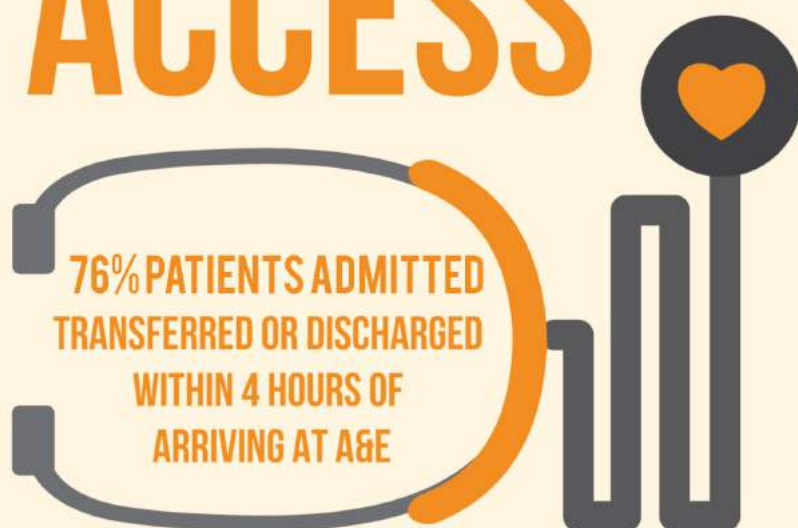 ACCESS
76% PATIENTS ADMITTED
TRANSFERRED OR DISCHARGED
WITHIN 4 HOURS OF
ARRIVING AT A&E